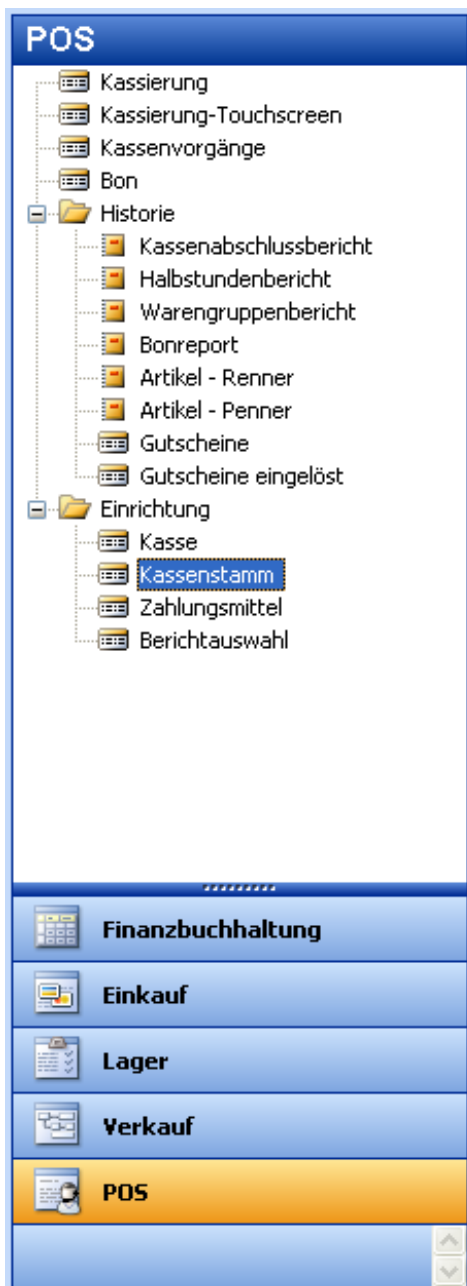 POS
Kassierung
Kassierung-Touchscreen
Kassenvorgänge
Bon
Historie
Kassenabschlussbericht
Halbstundenbericht
Warengruppenbericht
Bonreport
Artikel - Renner
Artikel - Penner
Gutscheine
Gutscheine eingelöst
Einrichtung
Kasse
Kassenstamm
Zahlungsmittel
Berichtauswahl
Finanzbuchhaltung
Einkauf
Lager
Verkauf
POS